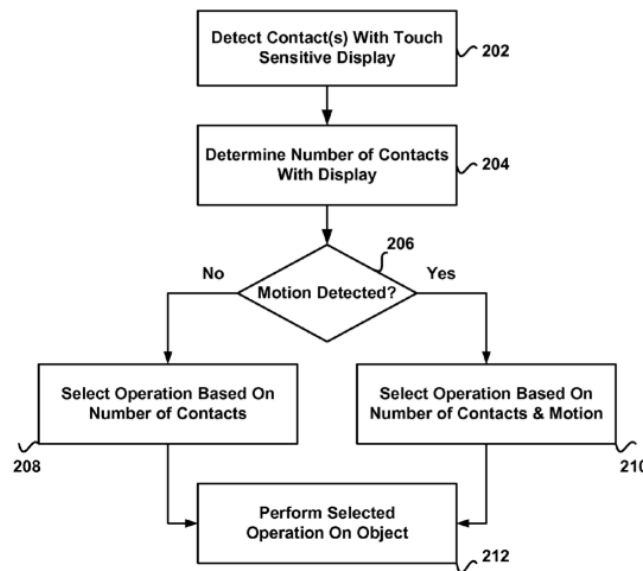 Detect Contact(s) With Touch
Sensitive Display
202
Determine Number of Contacts
With Display
204
206
No
Yes
Motion Detected?
Select Operation Based On
Number of Contacts
Select Operation Based On
Number of Contacts & Motion
208
210
Perform Selected
Operation On Object
212